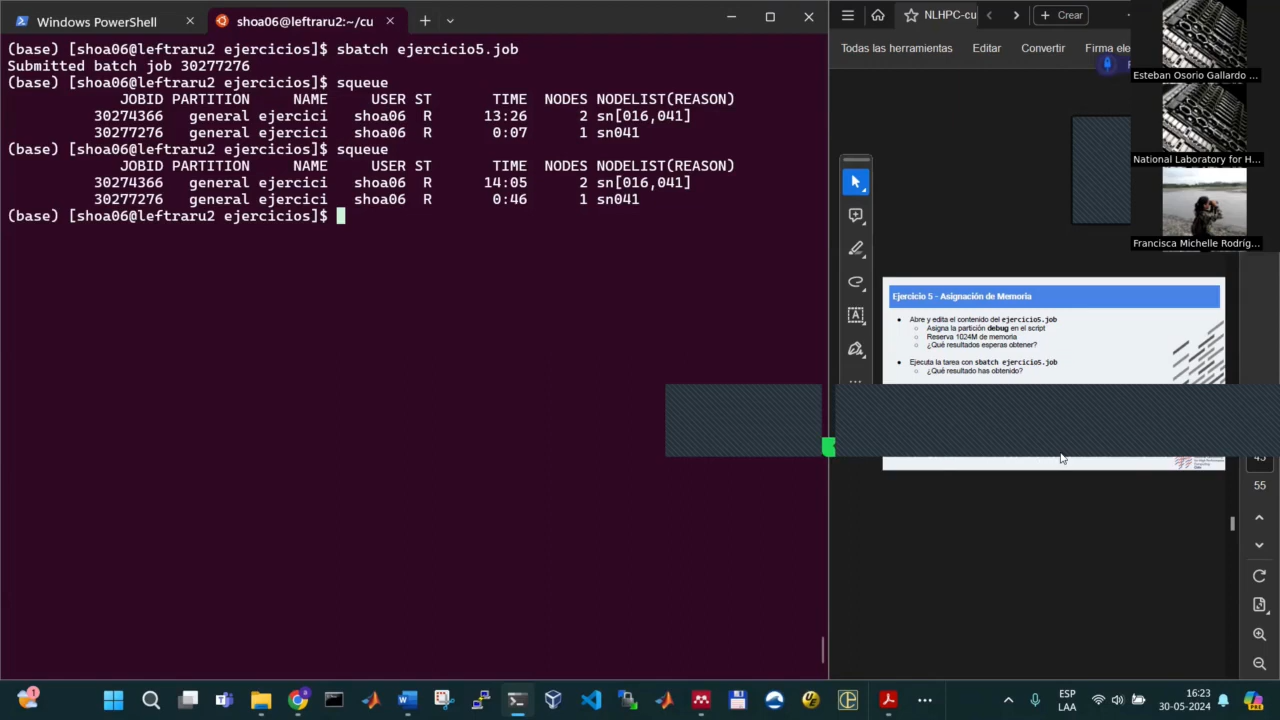 Windows PowerShell
shoa06@leftraru2:~/cu
(base) [shoa06@leftraru2 ejercicios]$ sbatch ejercicio5.job
Submitted batch job 30277276
(base) [shoa06@leftraru2 ejercicios]$ squeue
JOBID PARTITION NAME USER ST TIME NODES NODELIST(REASON)
30274366 general ejercici shoa06 R 13:26 2 sn[016,041]
30277276 general ejercici shoa06 R 0:07 1 sn041
(base) [shoa06@leftraru2 ejercicios]$ squeue
JOBID PARTITION NAME USER ST TIME NODES NODELIST(REASON)
30274366 general ejercici shoa06 R 14:05 2 sn[016,041]
30277276 general ejercici shoa06 R 0:46 1 sn041
(base) [shoa06@leftraru2 ejercicios]$
NLHPC-cu
Crear
Todas las herramientas Editar Convertir Firma ele
Esteban Osorio Gallardo ...
National Laboratory for H...
Francisca Michelle Rodríg...
Ejercicio 5 - Asignación de Memoria
● Abre y edita el contenido del ejercicio5.job
○ Asigna la partición debug en el script
○ Reserva 1024M de memoria
○ ¿Qué resultados esperas obtener?
● Ejecuta la tarea con sbatch ejercicio5.job
○ ¿Qué resultado has obtenido?
55
ESP
LAA
16:23
30-05-2024